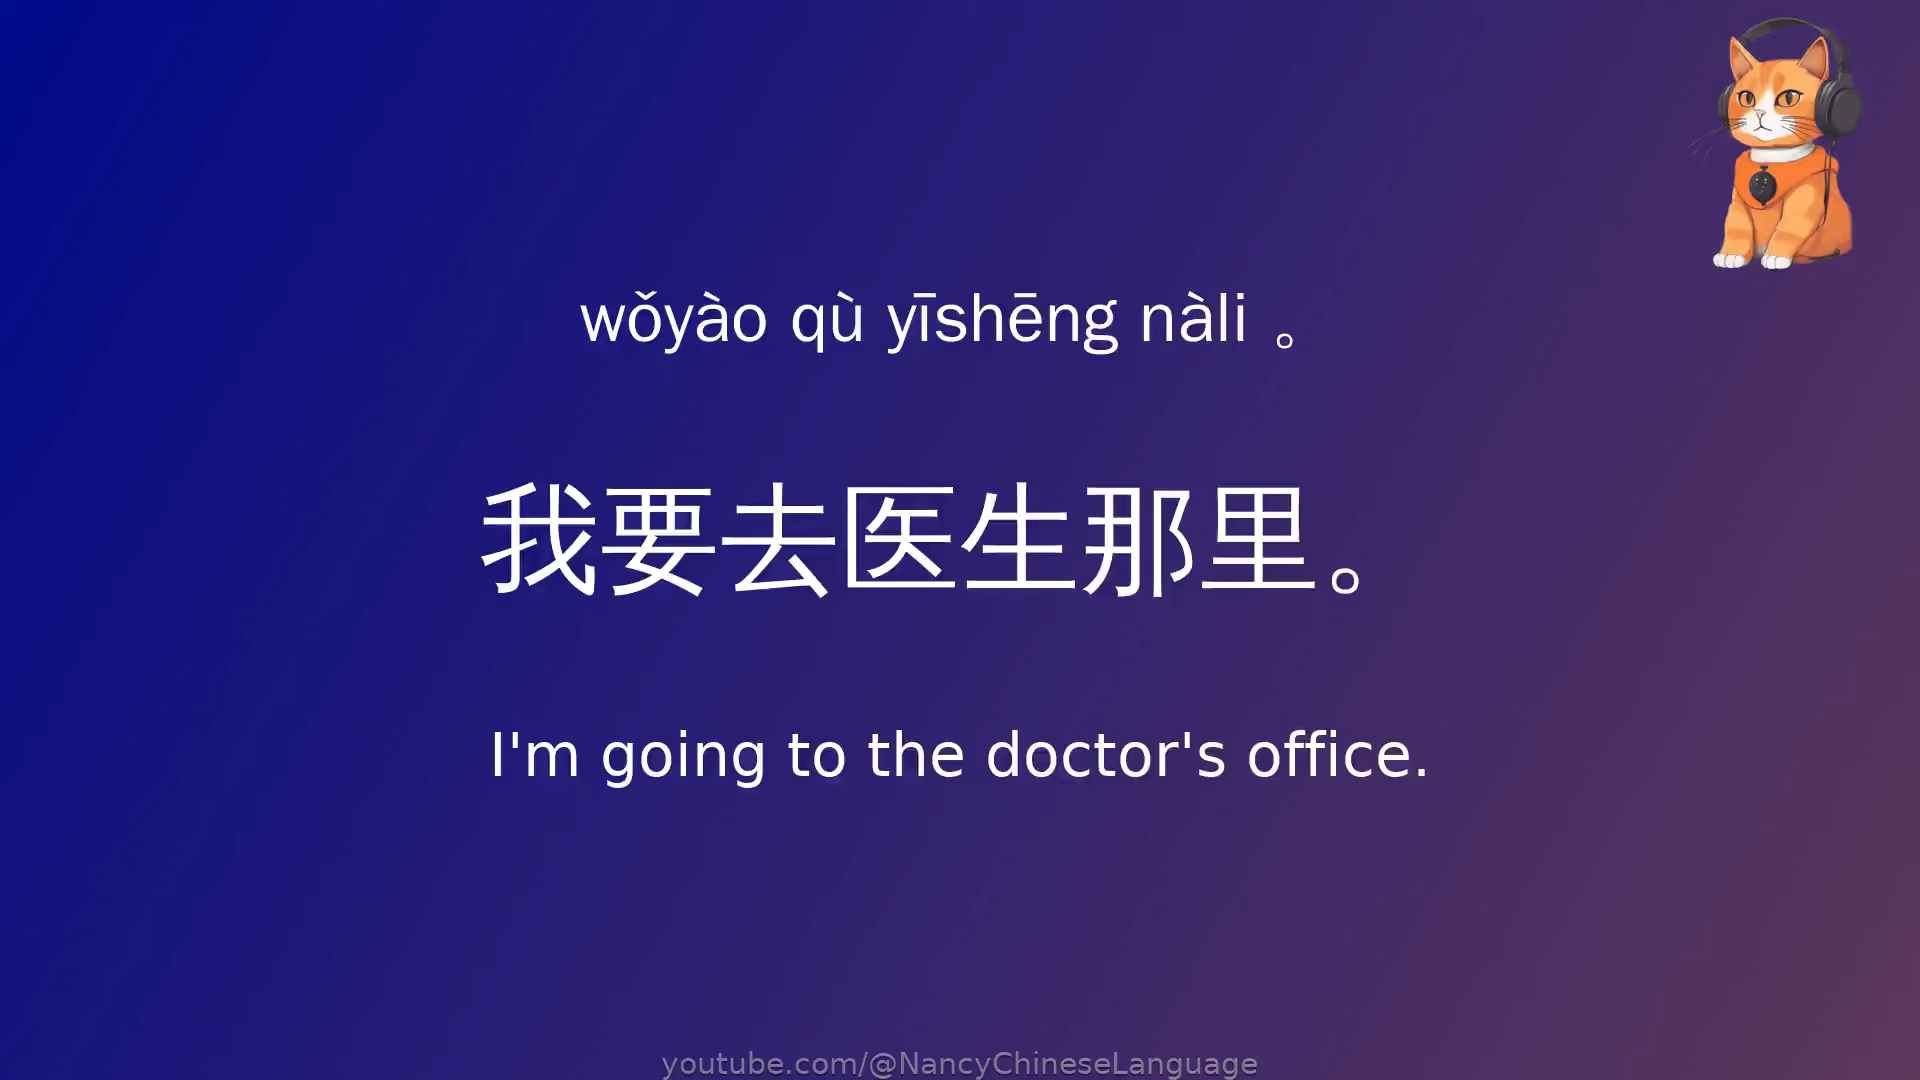 wǒyào qù yīshēng nàli 。
我要去医生那里。
I'm going to the doctor's office.
youtube.com/@NancyChineseLanguage